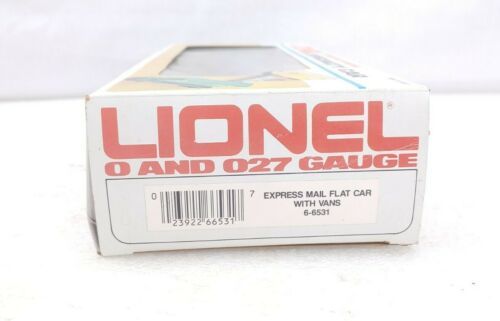 LIONEL®
O AND O27 GAUGE
0 23922 66531 7
EXPRESS MAIL FLAT CAR
WITH VANS
6-6531